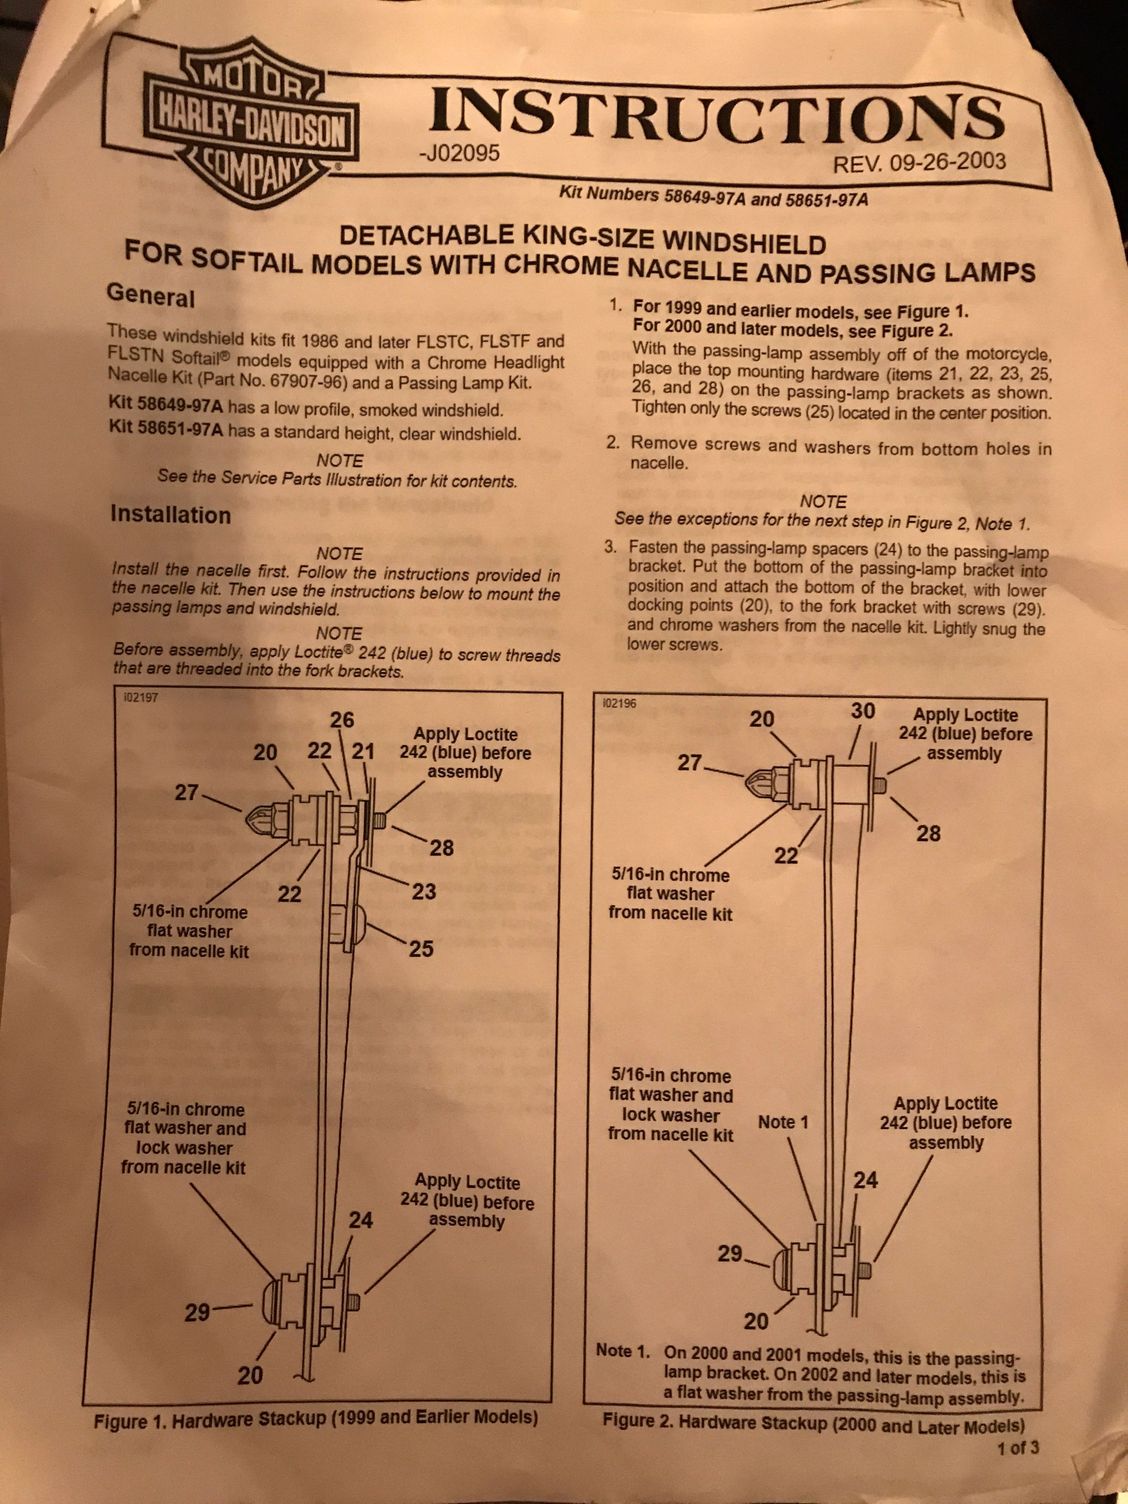 MOTOR
HARLEY-DAVIDSON
COMPANY
®
INSTRUCTIONS
-J02095
REV. 09-26-2003
Kit Numbers 58649-97A and 58651-97A
DETACHABLE KING-SIZE WINDSHIELD
FOR SOFTAIL MODELS WITH CHROME NACELLE AND PASSING LAMPS
General
These windshield kits fit 1986 and later FLSTC, FLSTF and
FLSTN Softail® models equipped with a Chrome Headlight
Nacelle Kit (Part No. 67907-96) and a Passing Lamp Kit.
Kit 58649-97A has a low profile, smoked windshield.
Kit 58651-97A has a standard height, clear windshield.
NOTE
See the Service Parts Illustration for kit contents.
Installation
NOTE
Install the nacelle first. Follow the instructions provided in
the nacelle kit. Then use the instructions below to mount the
passing lamps and windshield.
NOTE
Before assembly, apply Loctite® 242 (blue) to screw threads
that are threaded into the fork brackets.
1. For 1999 and earlier models, see Figure 1.
For 2000 and later models, see Figure 2.
With the passing-lamp assembly off of the motorcycle,
place the top mounting hardware (items 21, 22, 23, 25,
26, and 28) on the passing-lamp brackets as shown.
Tighten only the screws (25) located in the center position.
2. Remove screws and washers from bottom holes in
nacelle.
NOTE
See the exceptions for the next step in Figure 2, Note 1.
3. Fasten the passing-lamp spacers (24) to the passing-lamp
bracket. Put the bottom of the passing-lamp bracket into
position and attach the bottom of the bracket, with lower
docking points (20), to the fork bracket with screws (29).
and chrome washers from the nacelle kit. Lightly snug the
lower screws.
i02197
26
20
22
21
Apply Loctite
242 (blue) before
assembly
27
28
22
23
5/16-in chrome
flat washer
from nacelle kit
25
5/16-in chrome
flat washer and
lock washer
from nacelle kit
Apply Loctite
242 (blue) before
assembly
24
29
20
Figure 1. Hardware Stackup (1999 and Earlier Models)
i02196
20
30
Apply Loctite
242 (blue) before
assembly
27
28
22
5/16-in chrome
flat washer
from nacelle kit
5/16-in chrome
flat washer and
lock washer
from nacelle kit
Note 1
Apply Loctite
242 (blue) before
assembly
24
29
20
Note 1. On 2000 and 2001 models, this is the passing-
lamp bracket. On 2002 and later models, this is
a flat washer from the passing-lamp assembly.
Figure 2. Hardware Stackup (2000 and Later Models)
1 of 3